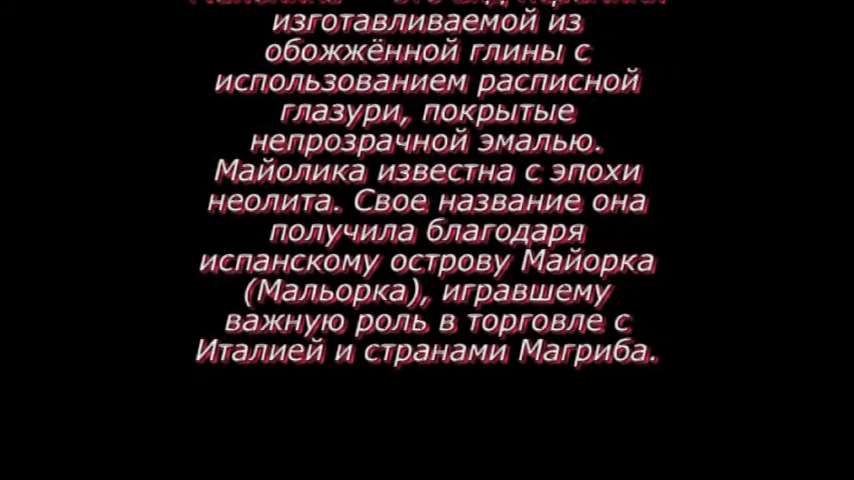 изготавливаемой из
обожжённой глины с
использованием расписной
глазури, покрытые
непрозрачной эмалью.
Майолика известна с эпохи
неолита. Свое название она
получила благодаря
испанскому острову Майорка
(Мальорка), игравшему
важную роль в торговле с
Италией и странами Магриба.